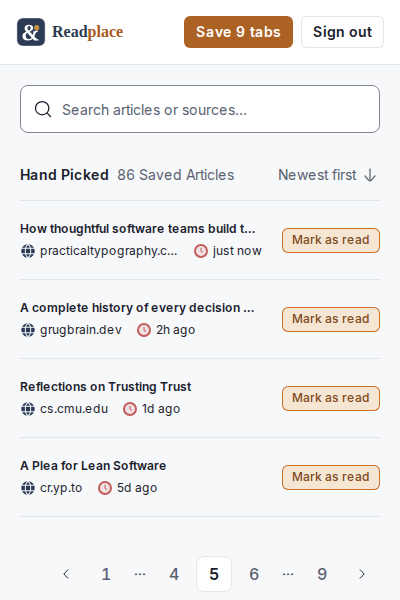 & Readplace
Save 9 tabs
Sign out
Search articles or sources...
Hand Picked 86 Saved Articles
Newest first
How thoughtful software teams build t...
practicaltypography.c... just now
Mark as read
A complete history of every decision ...
grugbrain.dev 2h ago
Mark as read
Reflections on Trusting Trust
cs.cmu.edu 1d ago
Mark as read
A Plea for Lean Software
cr.yp.to 5d ago
Mark as read
1 ... 4 5 6 ... 9